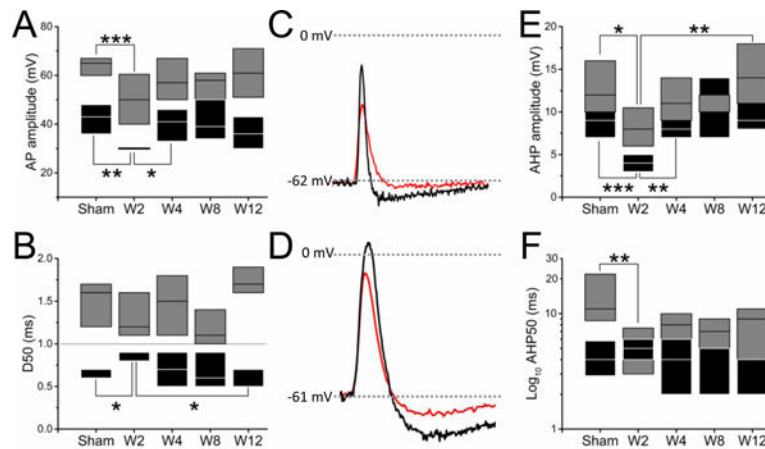 A
AP amplitude (mV)
80
60
40
20
***
**
*
Sham W2 W4 W8 W12
B
D50 (ms)
2.0
1.5
1.0
0.5
0.0
*
*
Sham W2 W4 W8 W12
C
0 mV
-62 mV
D
0 mV
-61 mV
E
AHP amplitude (mV)
20
15
10
5
0
*
**
***
**
Sham W2 W4 W8 W12
F
Log10 AHP50 (ms)
30
10
1
**
Sham W2 W4 W8 W12